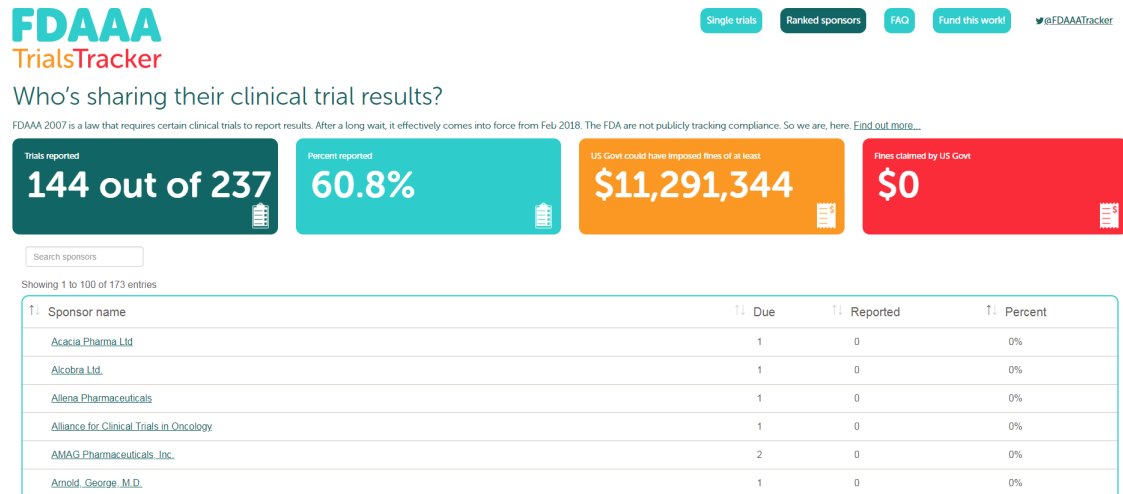 FDAAA
TrialsTracker
Single trials
Ranked sponsors
FAQ
Fund this work!
@FDAAATracker
Who's sharing their clinical trial results?
FDAAA 2007 is a law that requires certain clinical trials to report results. After a long wait, it effectively comes into force from Feb 2018. The FDA are not publicly tracking compliance. So we are, here. Find out more...
Trials reported
144 out of 237
Percent reported
60.8%
US Govt could have imposed fines of at least
$11,291,344
Fines claimed by US Govt
$0
Search sponsors
Showing 1 to 100 of 173 entries
Sponsor name Due Reported Percent
Acacia Pharma Ltd 1 0 0%
Alcobra Ltd. 1 0 0%
Allena Pharmaceuticals 1 0 0%
Alliance for Clinical Trials in Oncology 1 0 0%
AMAG Pharmaceuticals, Inc. 2 0 0%
Arnold, George, M.D. 1 0 0%